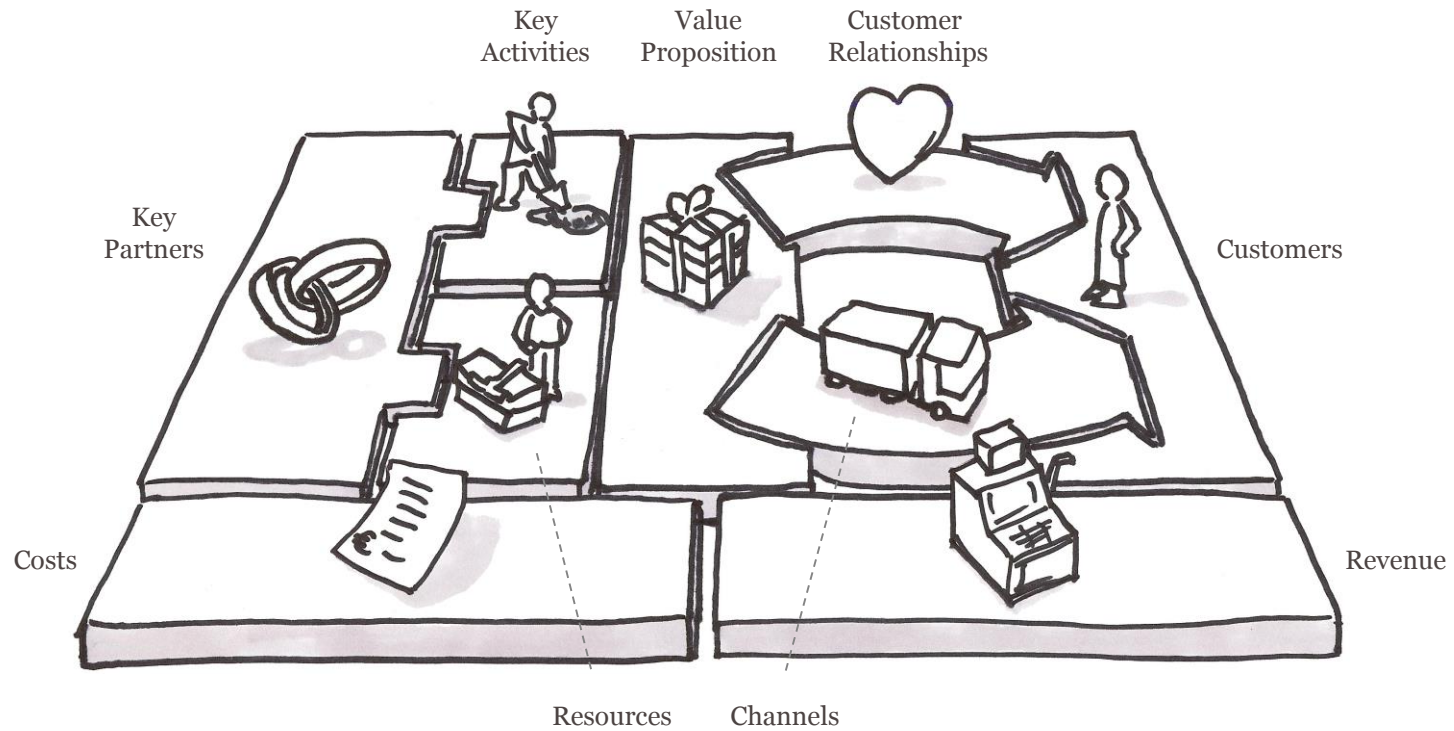 Key
Activities
Value
Proposition
Customer
Relationships
Key
Partners
Customers
Costs
Revenue
Resources
Channels